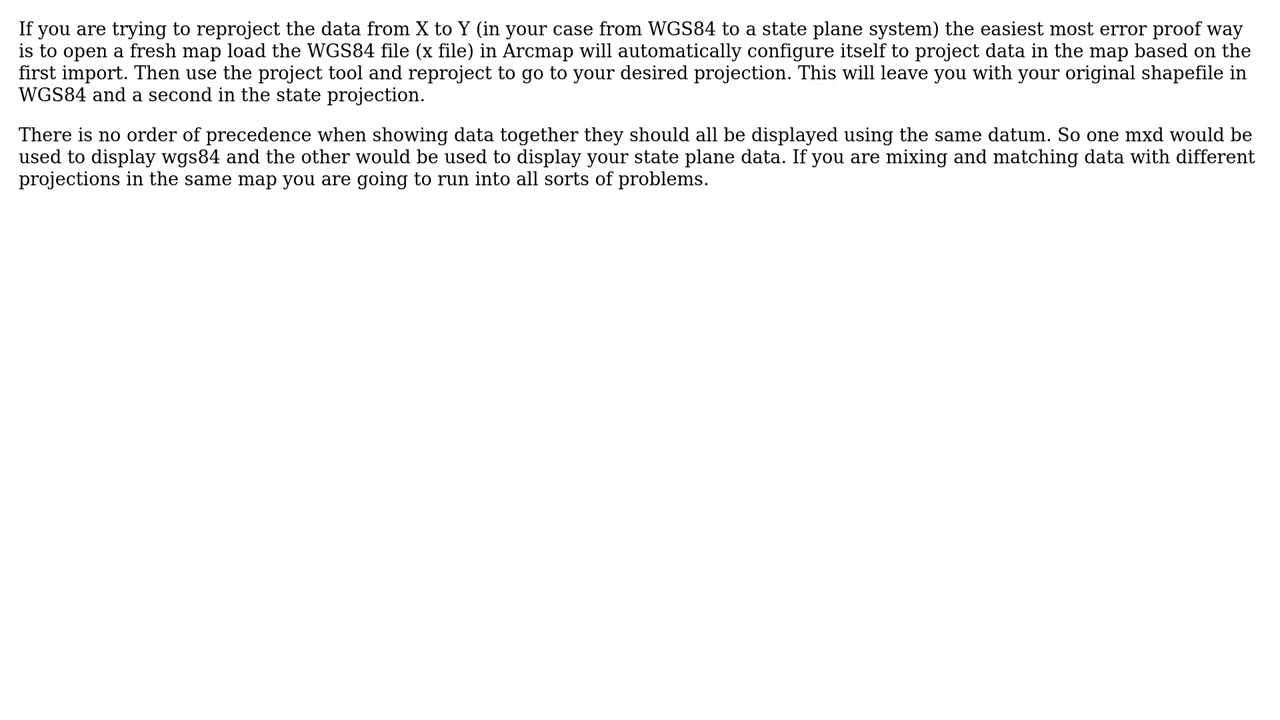 If you are trying to reproject the data from X to Y (in your case from WGS84 to a state plane system) the easiest most error proof way
is to open a fresh map load the WGS84 file (x file) in Arcmap will automatically configure itself to project data in the map based on the
first import. Then use the project tool and reproject to go to your desired projection. This will leave you with your original shapefile in
WGS84 and a second in the state projection.
There is no order of precedence when showing data together they should all be displayed using the same datum. So one mxd would be
used to display wgs84 and the other would be used to display your state plane data. If you are mixing and matching data with different
projections in the same map you are going to run into all sorts of problems.